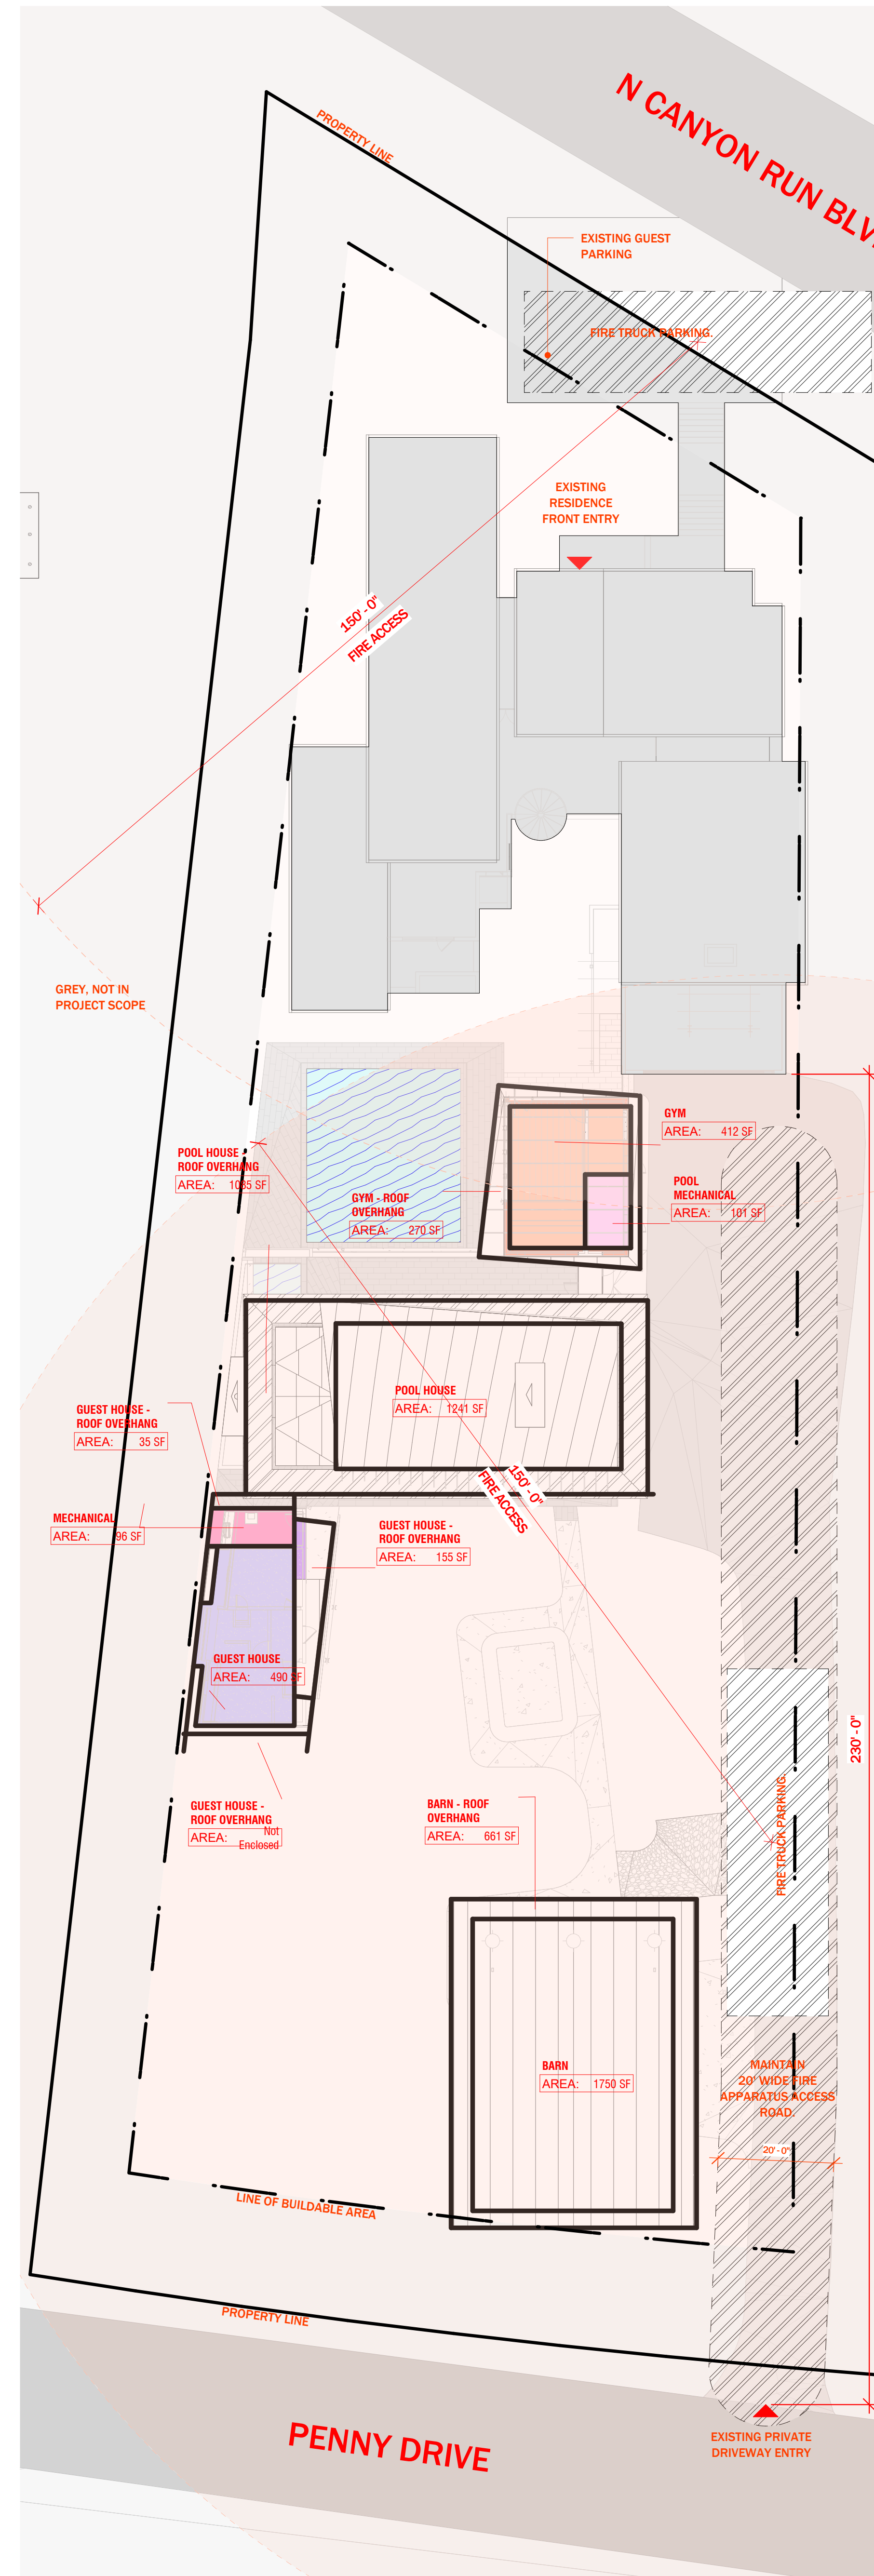 N CANYON RUN BLV
PROPERTY LINE
EXISTING GUEST
PARKING
FIRE TRUCK PARKING.
EXISTING
RESIDENCE
FRONT ENTRY
150' - 0"
FIRE ACCESS
GREY, NOT IN
PROJECT SCOPE
GYM
AREA: 412 SF
POOL HOUSE -
ROOF OVERHANG
AREA: 1035 SF
POOL
MECHANICAL
AREA: 101 SF
GYM - ROOF
OVERHANG
AREA: 270 SF
POOL HOUSE
AREA: 1241 SF
GUEST HOUSE -
ROOF OVERHANG
AREA: 35 SF
150' - 0"
FIRE ACCESS
MECHANICAL
AREA: 96 SF
GUEST HOUSE -
ROOF OVERHANG
AREA: 155 SF
GUEST HOUSE
AREA: 490 SF
230' - 0"
GUEST HOUSE -
ROOF OVERHANG
AREA: Not
Enclosed
BARN - ROOF
OVERHANG
AREA: 661 SF
FIRE TRUCK PARKING.
BARN
AREA: 1750 SF
MAINTAIN
20' WIDE FIRE
APPARATUS ACCESS
ROAD.
20' - 0"
LINE OF BUILDABLE AREA
PROPERTY LINE
PENNY DRIVE
EXISTING PRIVATE
DRIVEWAY ENTRY